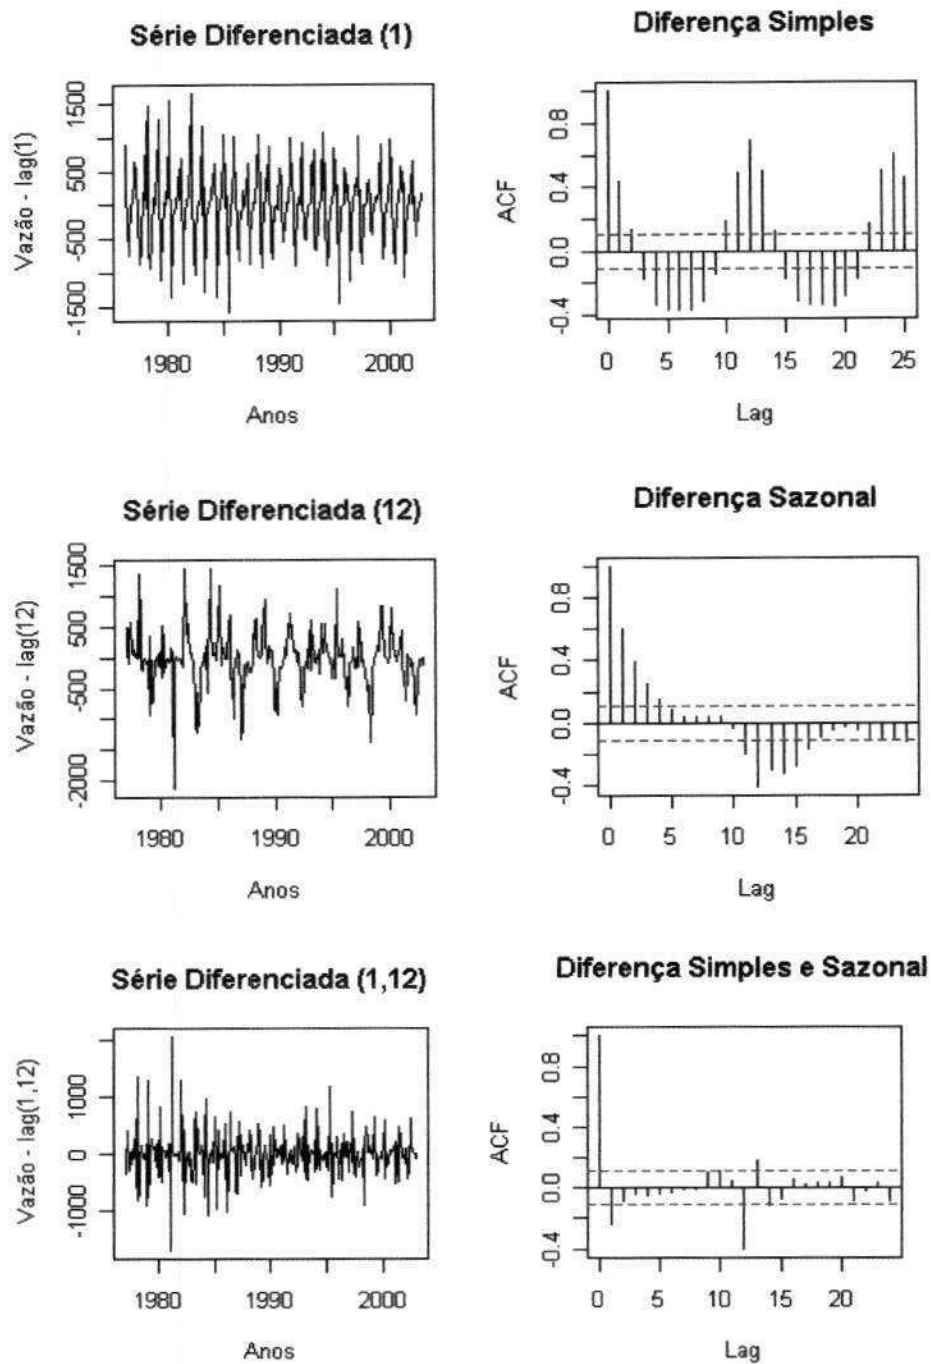 Série Diferenciada (1)
Vazão - lag(1)
1500
500
-500
-1500
1980
1990
2000
Anos
Diferença Simples
ACF
0.8
0.4
0.0
-0.4
0
5
10
15
20
25
Lag
Série Diferenciada (12)
Vazão - lag(12)
1500
500
-500
-2000
1980
1990
2000
Anos
Diferença Sazonal
ACF
0.8
0.4
0.0
-0.4
0
5
10
15
20
Lag
Série Diferenciada (1,12)
Vazão - lag(1,12)
1000
0
-1000
1980
1990
2000
Anos
Diferença Simples e Sazonal
ACF
0.8
0.4
0.0
-0.4
0
5
10
15
20
Lag